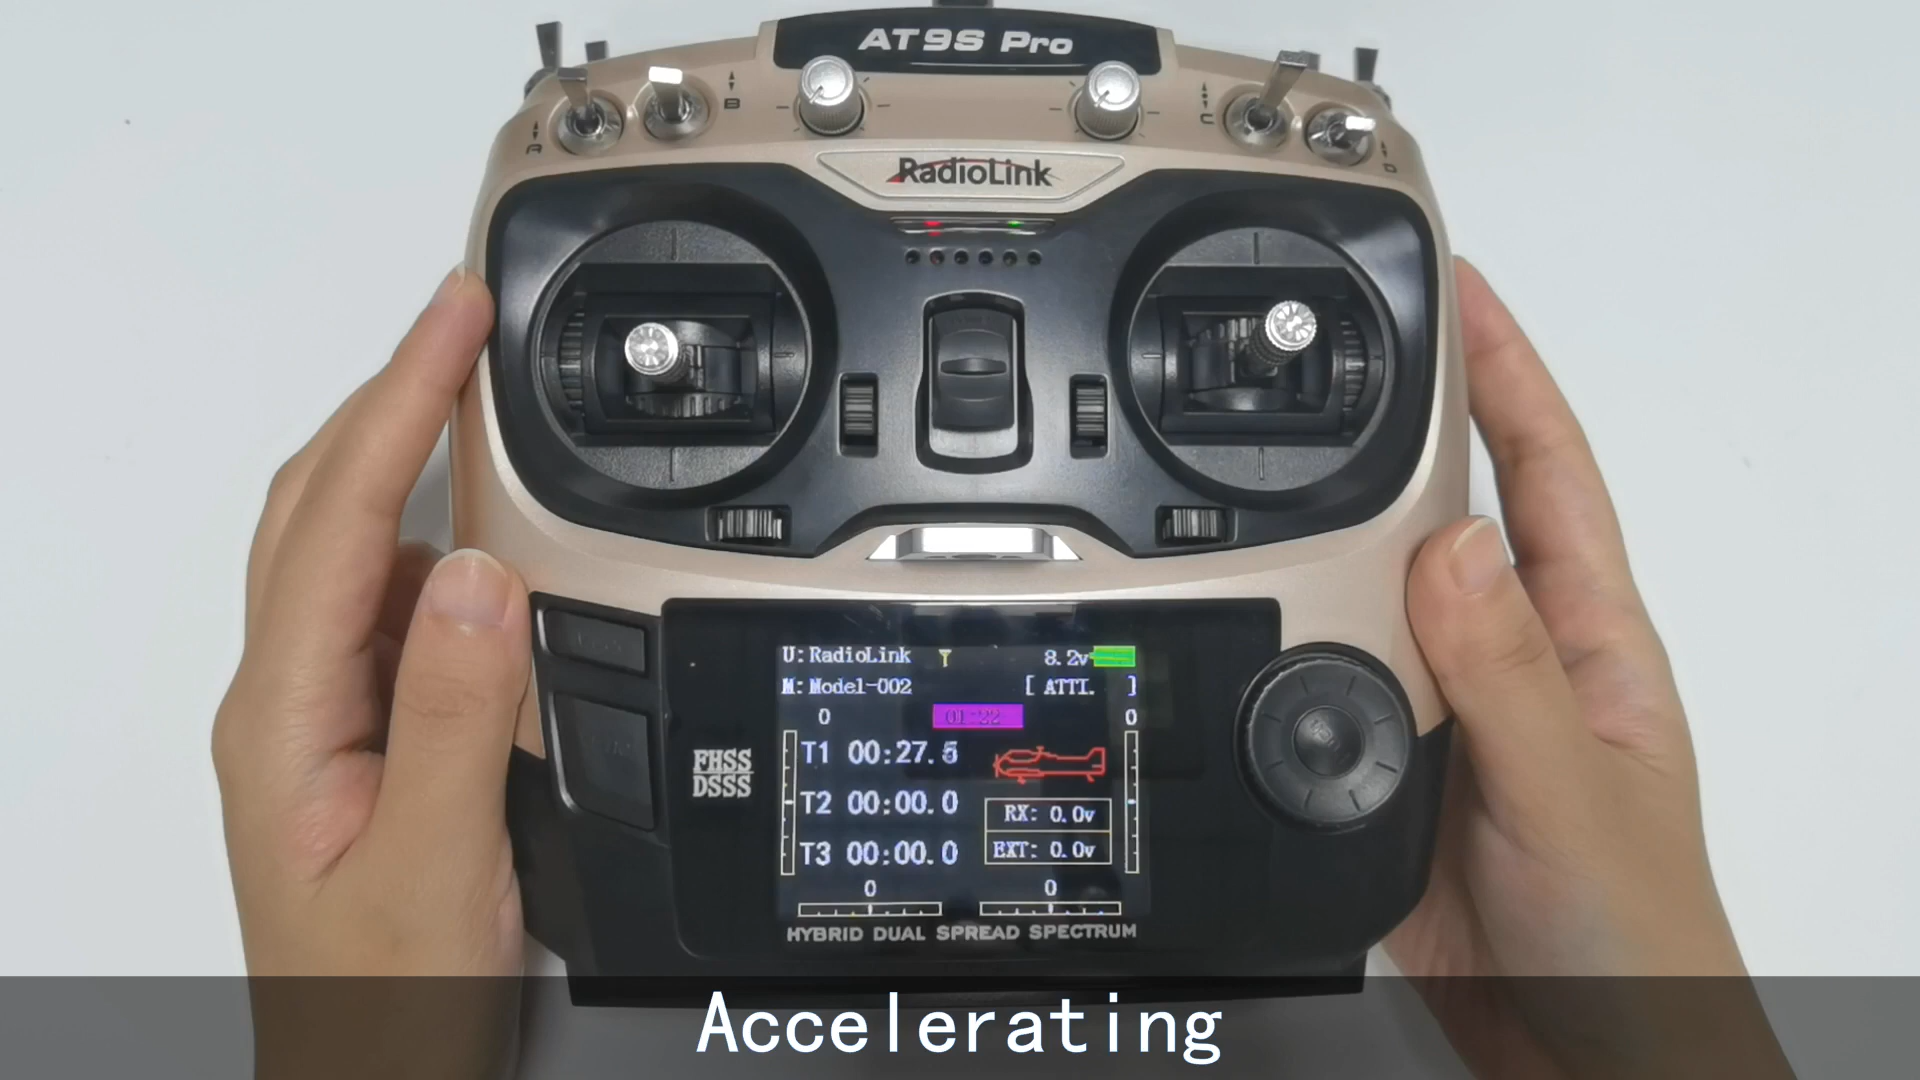 AT9S Pro
A
B
C
D
RadioLink
U: RadioLink 8.2v
M: Model-002 [ ATTI. ]
0 01:22 0
T1 00:27.5
FHSS
DSSS
T2 00:00.0
RX: 0.0v
T3 00:00.0
EXT: 0.0v
0 0
HYBRID DUAL SPREAD SPECTRUM
Accelerating